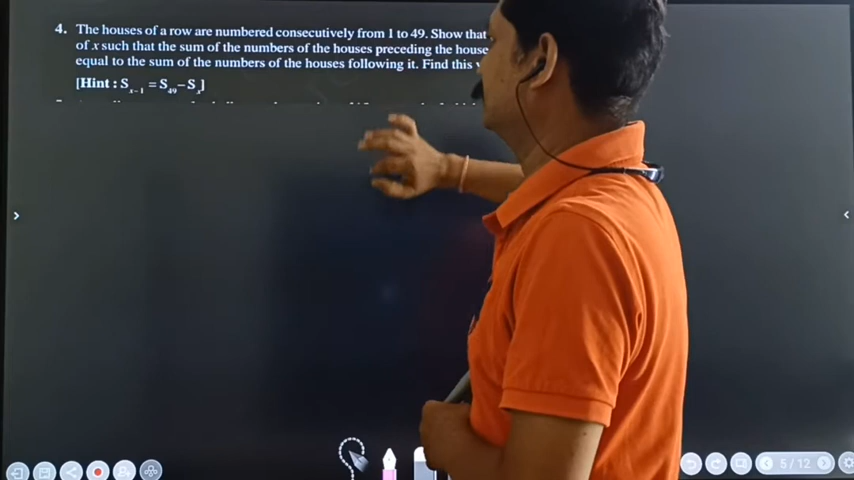 4. The houses of a row are numbered consecutively from 1 to 49. Show that
of x such that the sum of the numbers of the houses preceding the house
equal to the sum of the numbers of the houses following it. Find this
[Hint : Sₓ₋₁ = S₄₉ – Sₓ]
5 / 12